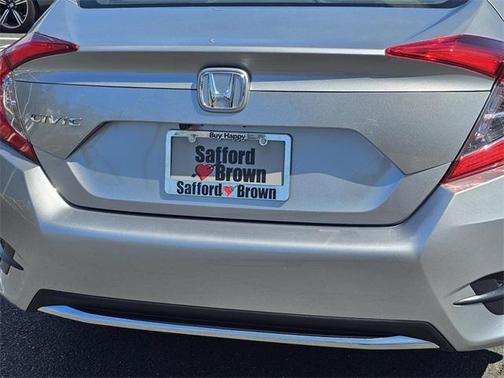 CIVIC
Buy Happy
Safford
Brown
Safford Brown